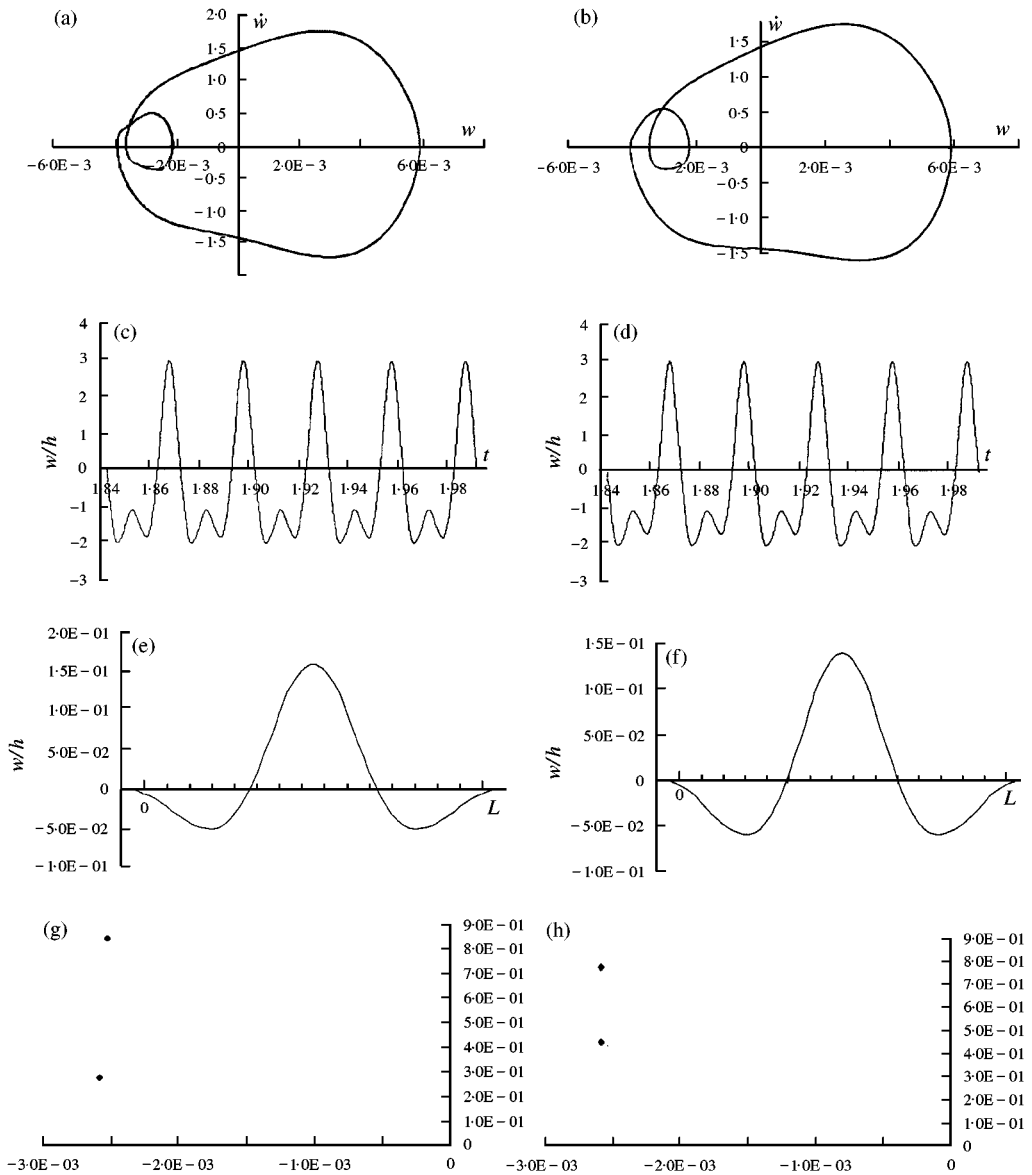 (a)
2·0
ẇ
1·5
1·0
0·5
0
w
−6·0E−3
−2·0E−3
2·0E−3
6·0E−3
−0·5
−1·0
−1·5
(b)
ẇ
1·5
1·0
0·5
0
w
−6·0E−3
−2·0E−3
2·0E−3
6·0E−3
−0·5
−1·0
−1·5
(c)
w/h
4
3
2
1
0
−1
−2
−3
t
1·84
1·86
1·88
1·90
1·92
1·94
1·96
1·98
(d)
w/h
4
3
2
1
0
−1
−2
−3
t
1·84
1·86
1·88
1·90
1·92
1·94
1·96
1·98
(e)
w/h
2·0E−01
1·5E−01
1·0E−01
5·0E−02
0
−5·0E−02
−1·0E−01
0
L
(f)
w/h
1·5E−01
1·0E−01
5·0E−02
0
−5·0E−02
−1·0E−01
0
L
(g)
9·0E−01
8·0E−01
7·0E−01
6·0E−01
5·0E−01
4·0E−01
3·0E−01
2·0E−01
1·0E−01
0
−3·0E−03
−2·0E−03
−1·0E−03
0
(h)
9·0E−01
8·0E−01
7·0E−01
6·0E−01
5·0E−01
4·0E−01
3·0E−01
2·0E−01
1·0E−01
0
−3·0E−03
−2·0E−03
−1·0E−03
0